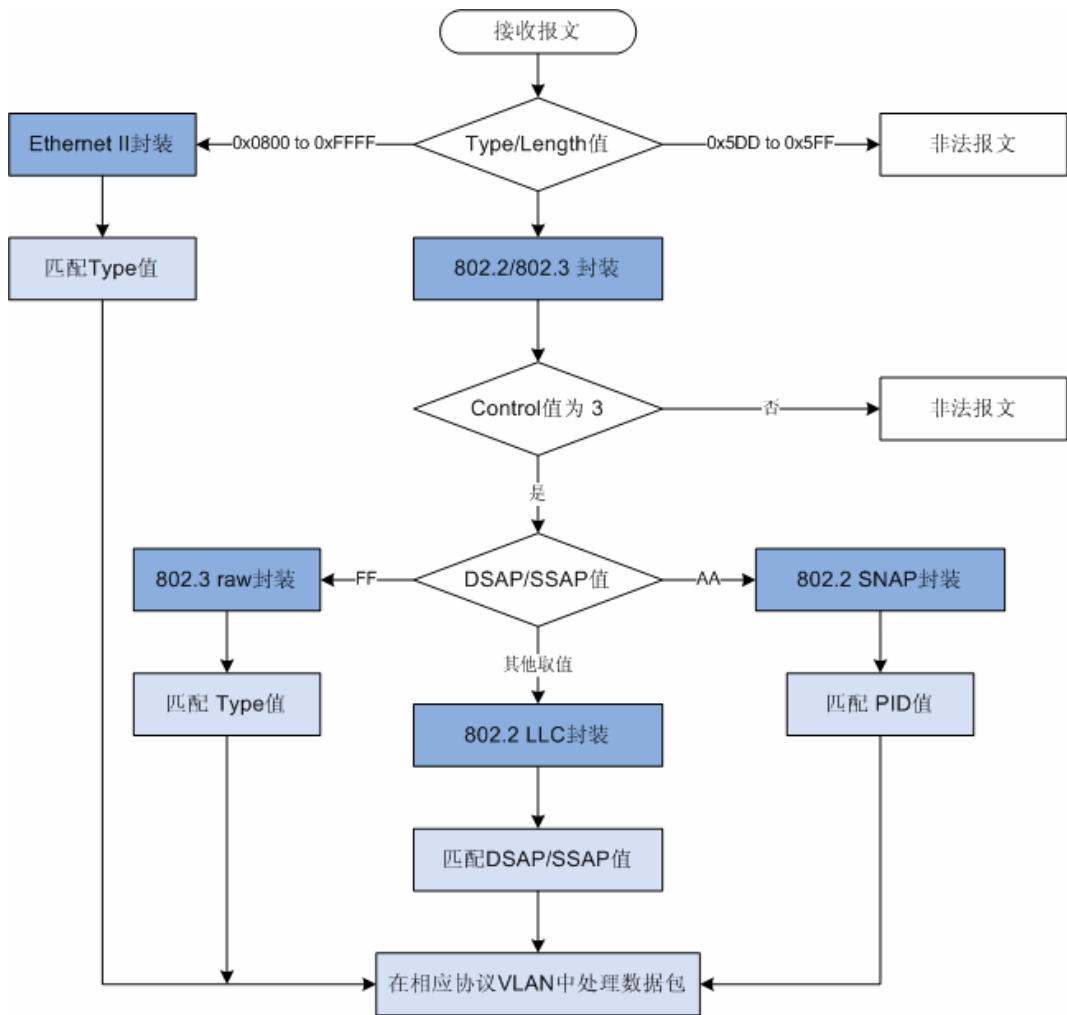 接收报文
Ethernet II封装
0x0800 to 0xFFFF
Type/Length值
0x5DD to 0x5FF
非法报文
匹配Type值
802.2/802.3 封装
Control值为 3
否
非法报文
是
802.3 raw封装
FF
DSAP/SSAP值
AA
802.2 SNAP封装
其他取值
匹配 Type值
匹配 PID值
802.2 LLC封装
匹配DSAP/SSAP值
在相应协议VLAN中处理数据包